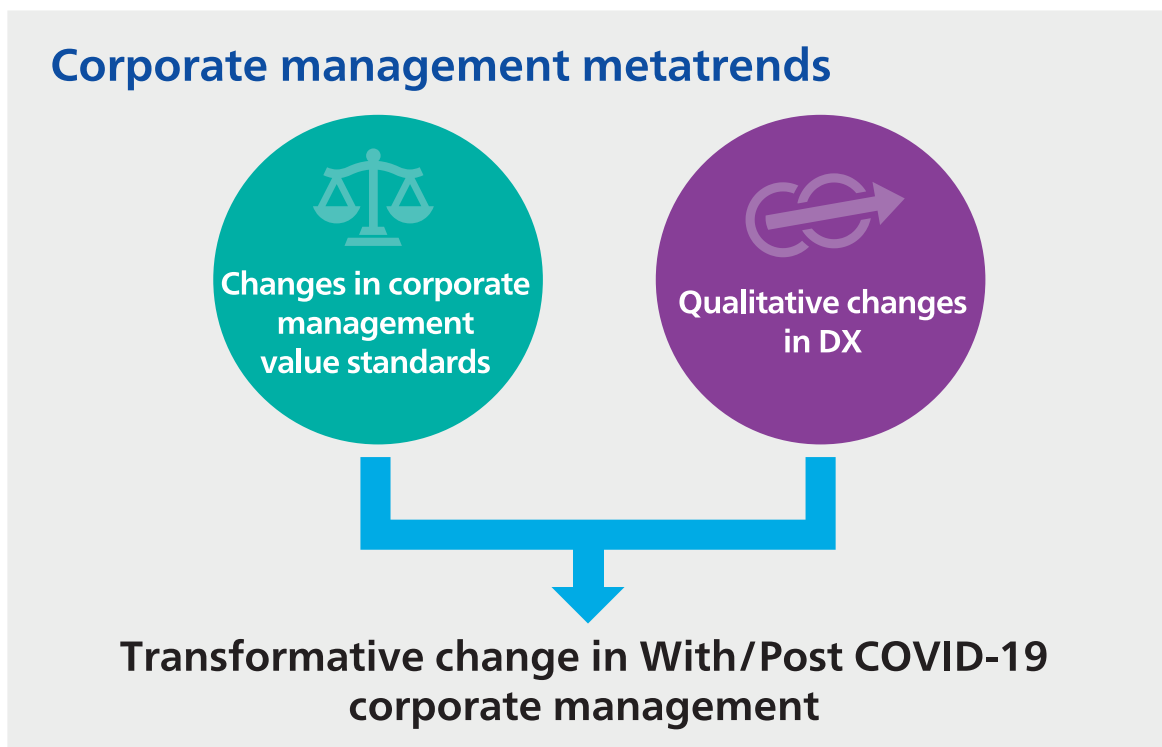 Corporate management metatrends
Changes in corporate
management
value standards
Qualitative changes
in DX
Transformative change in With/Post COVID-19
corporate management